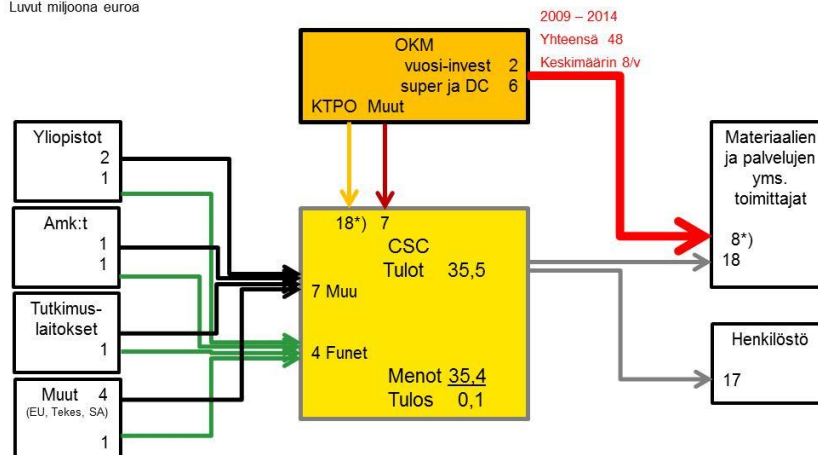 Luvut miljoona euroa
2009 – 2014
Yhteensä 48
Keskimäärin 8/v
OKM
vuosi-invest 2
super ja DC 6
KTPO Muut
Yliopistot
2
1
Amk:t
1
1
Tutkimus-
laitokset
1
Muut 4
(EU, Tekes, SA)
1
18*) 7
CSC
Tulot 35,5
7 Muu
4 Funet
Menot 35,4
Tulos 0,1
Materiaalien
ja palvelujen
yms.
toimittajat
8*)
18
Henkilöstö
17